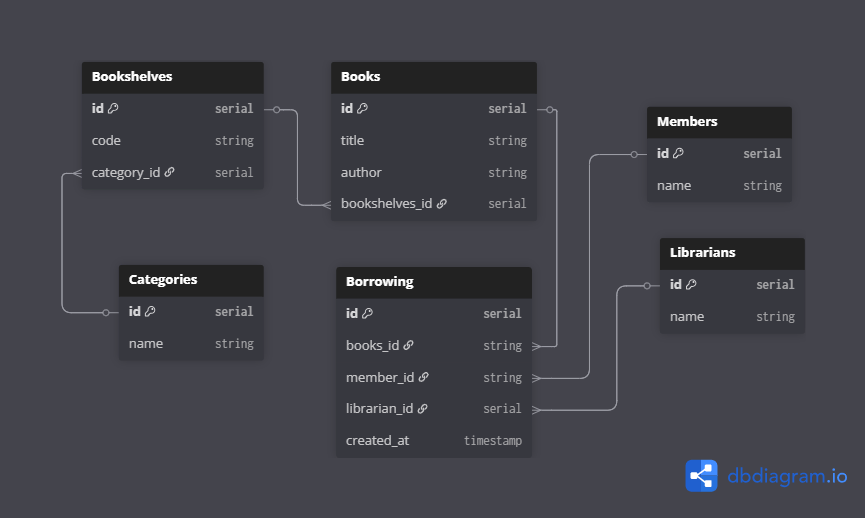 Bookshelves
id serial
code string
category_id serial
Books
id serial
title string
author string
bookshelves_id serial
Members
id serial
name string
Categories
id serial
name string
Borrowing
id serial
books_id string
member_id string
librarian_id serial
created_at timestamp
Librarians
id serial
name string
dbdiagram.io